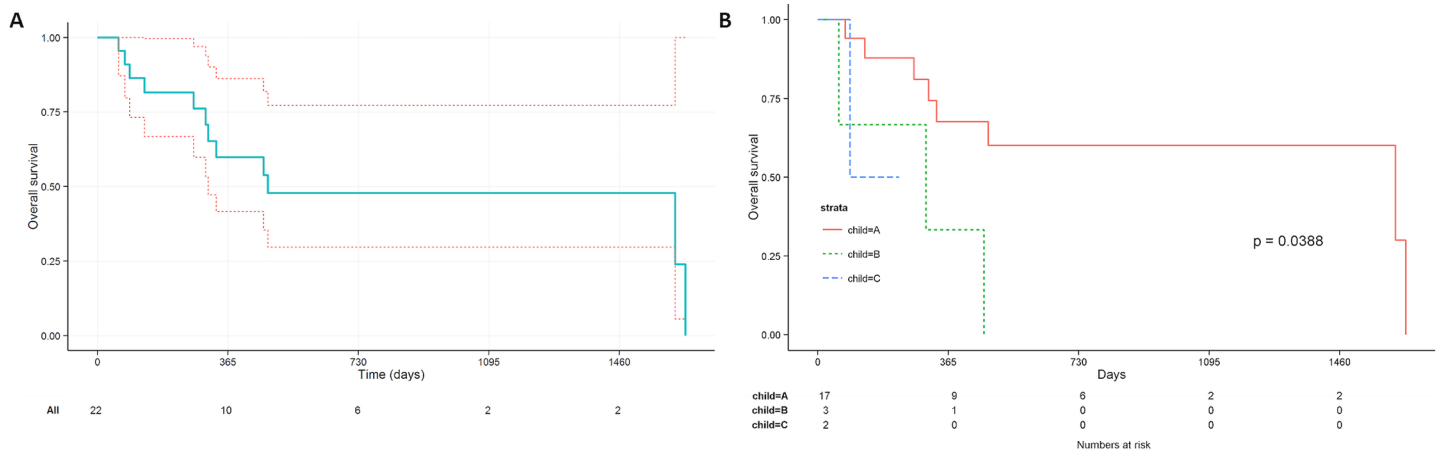 A
Overall survival
1.00
0.75
0.50
0.25
0.00
0 365 730 1095 1460
Time (days)
All 22 10 6 2 2
B
Overall survival
1.00
0.75
0.50
0.25
0.00
strata
child=A
child=B
child=C
p = 0.0388
0 365 730 1095 1460
Days
child=A 17 9 6 2 2
child=B 3 1 0 0 0
child=C 2 0 0 0 0
Numbers at risk